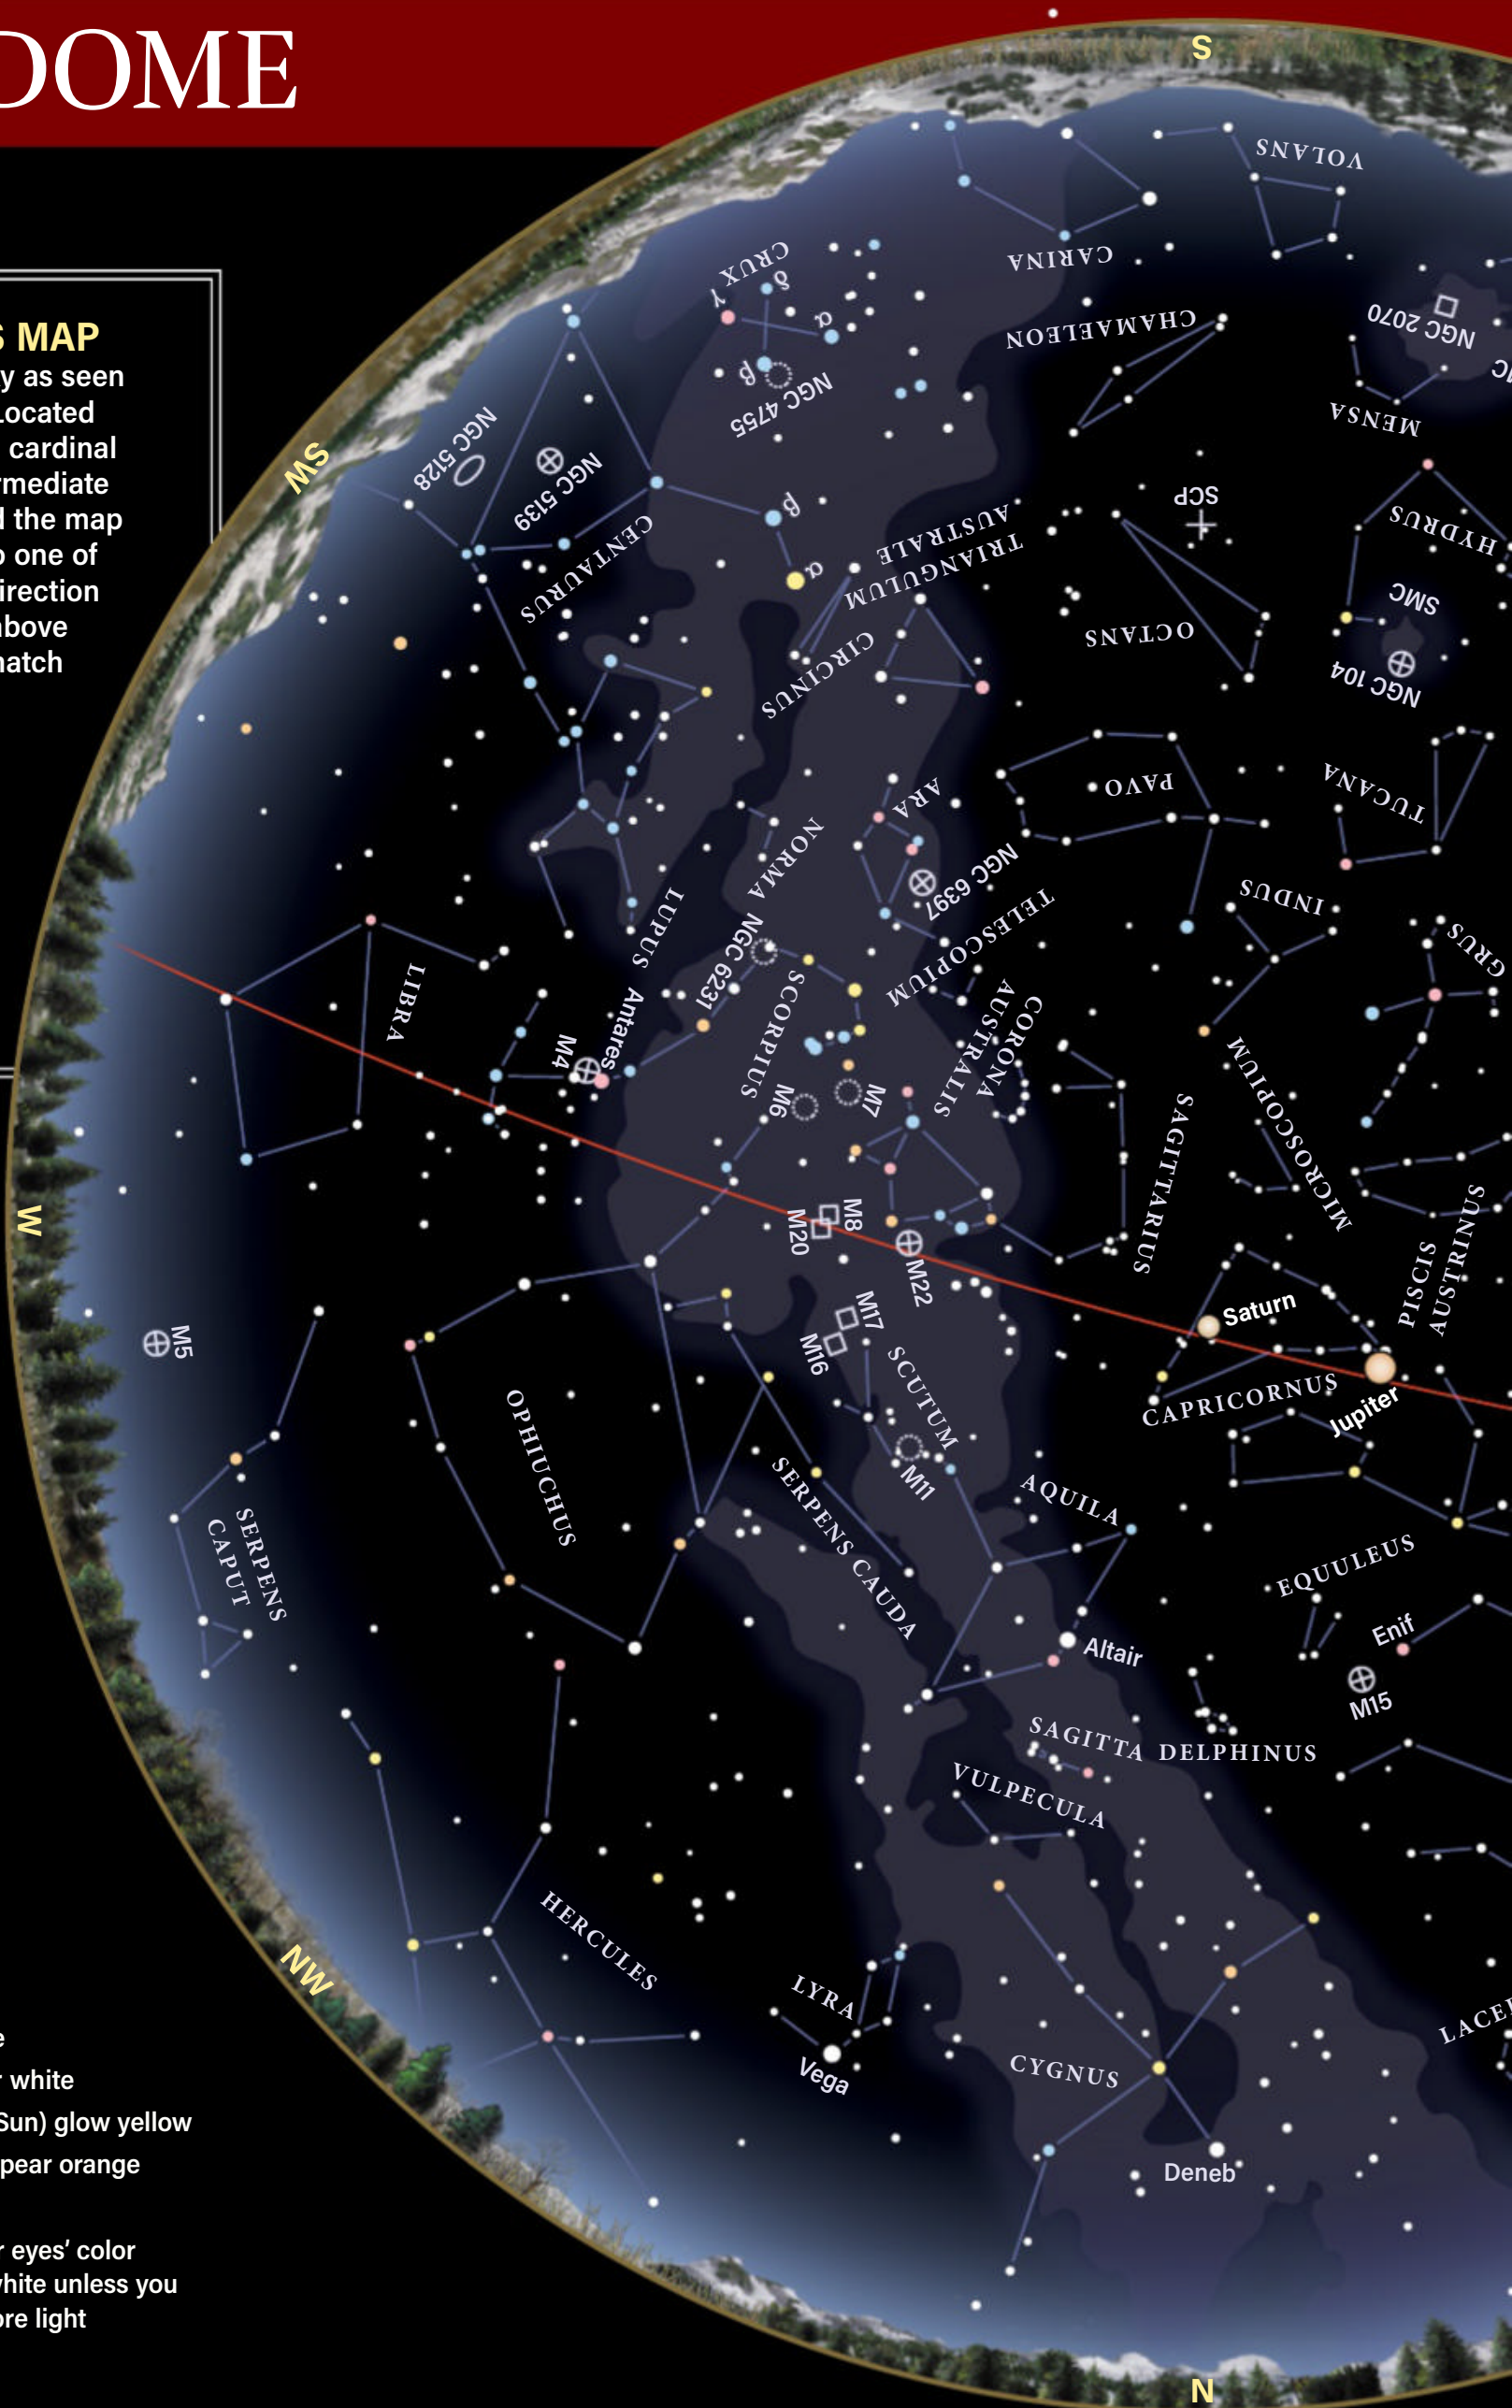 DOME
S MAP
y as seen
Located
cardinal
rmediate
d the map
o one of
irection
above
match
S
SW
W
NW
N
VOLANS
CRUX
γ
δ
α
β
NGC 4755
CARINA
CHAMAELEON
NGC 2070
MENSA
NGC 5128
NGC 5139
CENTAURUS
β
α
SCP
HYDRUS
TRIANGULUM
AUSTRALE
CIRCINUS
OCTANS
SMC
NGC 104
PAVO
TUCANA
ARA
NORMA
NGC 6397
INDUS
GRUS
LUPUS
NGC 6231
TELESCOPIUM
LIBRA
Antares
M4
SCORPIUS
CORONA
AUSTRALIS
M6
M7
SAGITTARIUS
MICROSCOPIUM
PISCIS
AUSTRINUS
M8
M20
M22
M5
M17
M16
Saturn
CAPRICORNUS
Jupiter
OPHIUCHUS
SCUTUM
M11
SERPENS
CAPUT
SERPENS CAUDA
AQUILA
EQUULEUS
Altair
Enif
M15
SAGITTA
DELPHINUS
VULPECULA
HERCULES
LYRA
Vega
CYGNUS
Deneb
LACE
e
r white
Sun) glow yellow
pear orange
r eyes’ color
white unless you
ore light